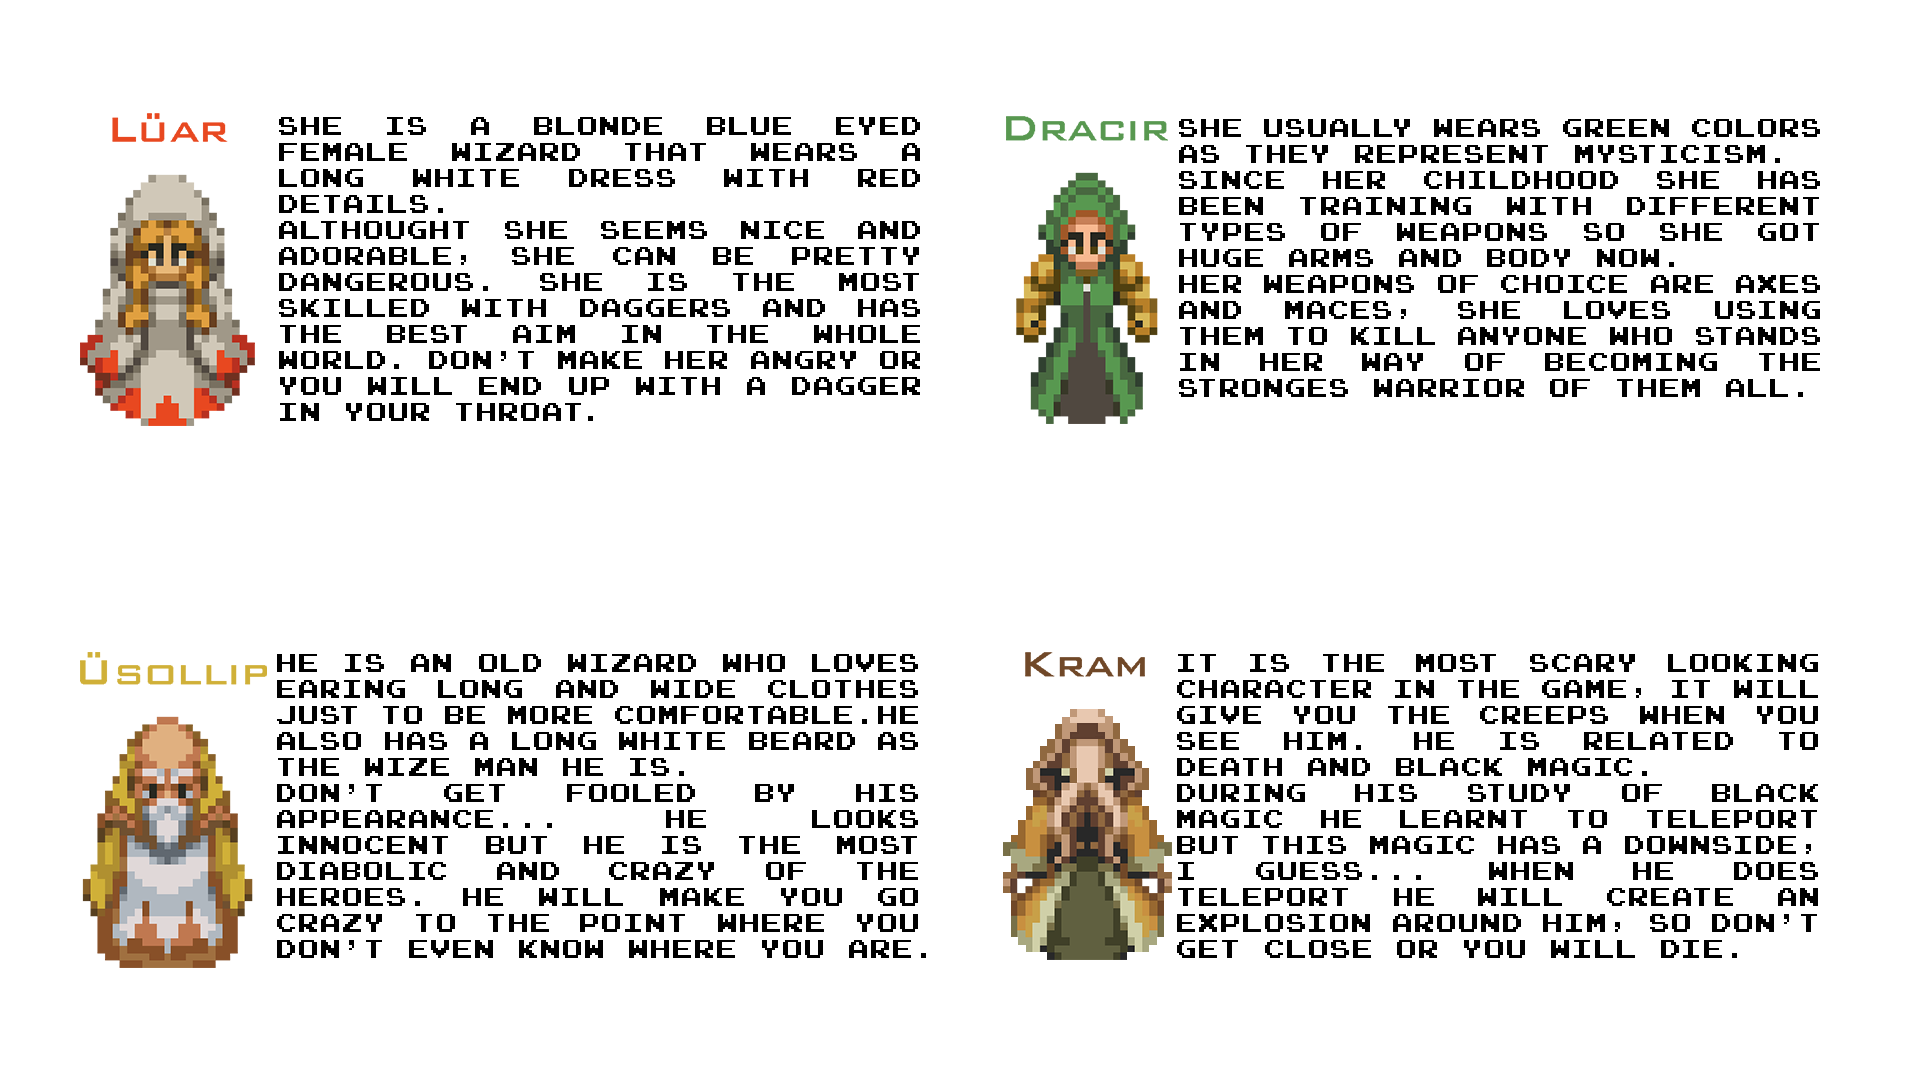 LÜAR
SHE IS A BLONDE BLUE EYED
FEMALE WIZARD THAT WEARS A
LONG WHITE DRESS WITH RED
DETAILS.
ALTHOUGHT SHE SEEMS NICE AND
ADORABLE, SHE CAN BE PRETTY
DANGEROUS. SHE IS THE MOST
SKILLED WITH DAGGERS AND HAS
THE BEST AIM IN THE WHOLE
WORLD. DON'T MAKE HER ANGRY OR
YOU WILL END UP WITH A DAGGER
IN YOUR THROAT.
DRACIR
SHE USUALLY WEARS GREEN COLORS
AS THEY REPRESENT MYSTICISM.
SINCE HER CHILDHOOD SHE HAS
BEEN TRAINING WITH DIFFERENT
TYPES OF WEAPONS SO SHE GOT
HUGE ARMS AND BODY NOW.
HER WEAPONS OF CHOICE ARE AXES
AND MACES, SHE LOVES USING
THEM TO KILL ANYONE WHO STANDS
IN HER WAY OF BECOMING THE
STRONGES WARRIOR OF THEM ALL.
ÜSOLLIP
HE IS AN OLD WIZARD WHO LOVES
EARING LONG AND WIDE CLOTHES
JUST TO BE MORE COMFORTABLE.HE
ALSO HAS A LONG WHITE BEARD AS
THE WIZE MAN HE IS.
DON'T GET FOOLED BY HIS
APPEARANCE... HE LOOKS
INNOCENT BUT HE IS THE MOST
DIABOLIC AND CRAZY OF THE
HEROES. HE WILL MAKE YOU GO
CRAZY TO THE POINT WHERE YOU
DON'T EVEN KNOW WHERE YOU ARE.
KRAM
IT IS THE MOST SCARY LOOKING
CHARACTER IN THE GAME, IT WILL
GIVE YOU THE CREEPS WHEN YOU
SEE HIM. HE IS RELATED TO
DEATH AND BLACK MAGIC.
DURING HIS STUDY OF BLACK
MAGIC HE LEARNT TO TELEPORT
BUT THIS MAGIC HAS A DOWNSIDE,
I GUESS... WHEN HE DOES
TELEPORT HE WILL CREATE AN
EXPLOSION AROUND HIM, SO DON'T
GET CLOSE OR YOU WILL DIE.